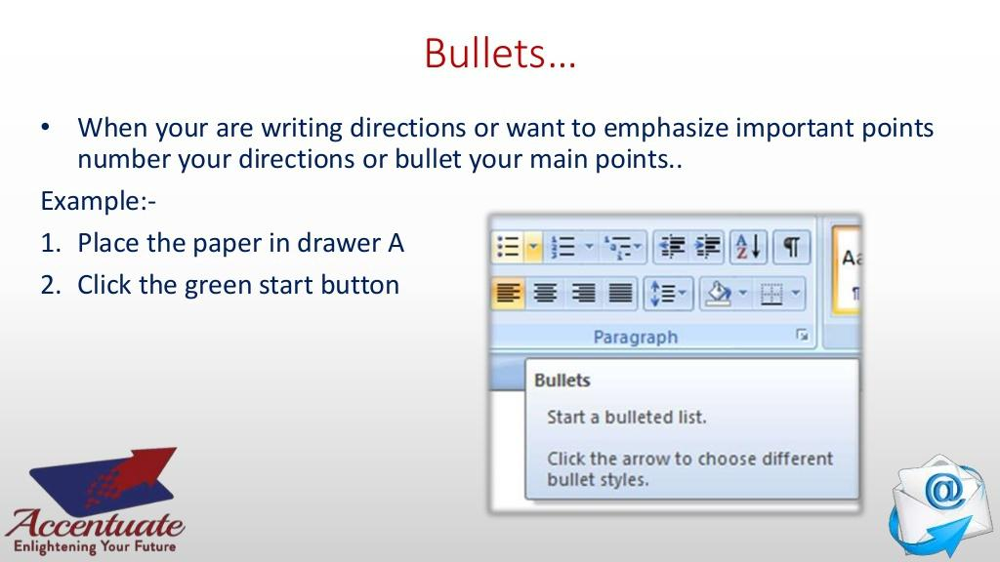 Bullets...
• When your are writing directions or want to emphasize important points
number your directions or bullet your main points..
Example:-
1. Place the paper in drawer A
2. Click the green start button
A
Z
Aa
Paragraph
Bullets
Start a bulleted list.
Click the arrow to choose different
bullet styles.
Accentuate
Enlightening Your Future
@